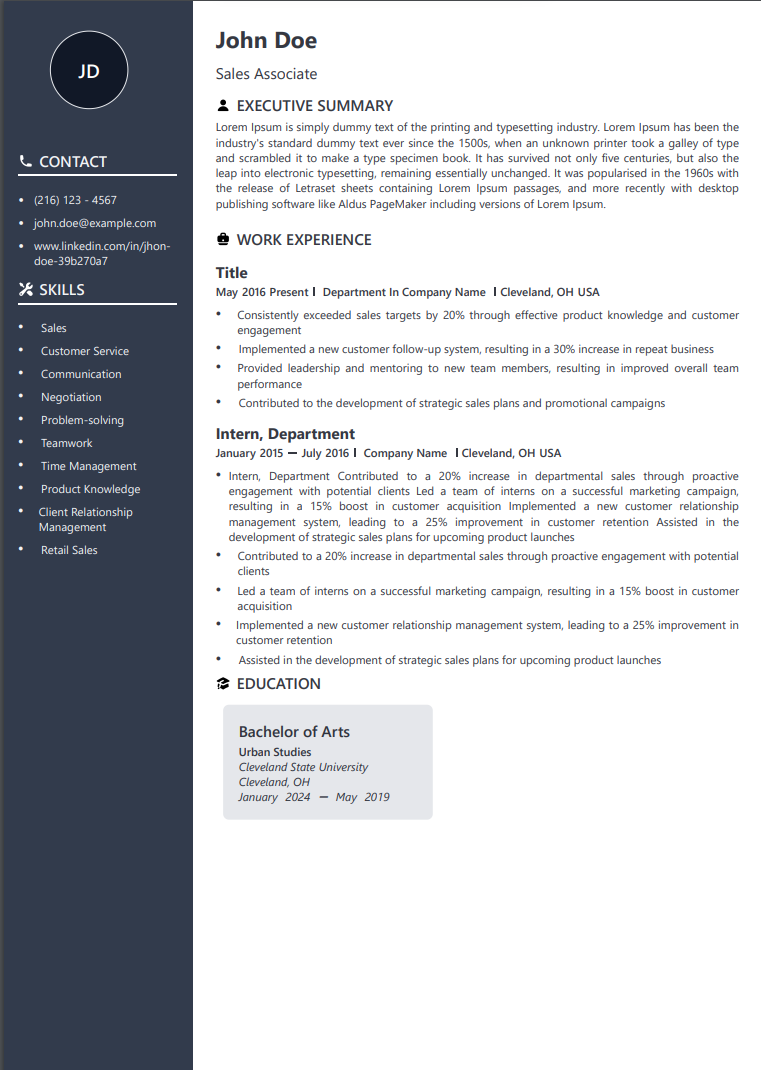 JD
CONTACT
• (216) 123 - 4567
• john.doe@example.com
• www.linkedin.com/in/jhon-
doe-39b270a7
SKILLS
• Sales
• Customer Service
• Communication
• Negotiation
• Problem-solving
• Teamwork
• Time Management
• Product Knowledge
• Client Relationship
Management
• Retail Sales
John Doe
Sales Associate
EXECUTIVE SUMMARY
Lorem Ipsum is simply dummy text of the printing and typesetting industry. Lorem Ipsum has been the
industry's standard dummy text ever since the 1500s, when an unknown printer took a galley of type
and scrambled it to make a type specimen book. It has survived not only five centuries, but also the
leap into electronic typesetting, remaining essentially unchanged. It was popularised in the 1960s with
the release of Letraset sheets containing Lorem Ipsum passages, and more recently with desktop
publishing software like Aldus PageMaker including versions of Lorem Ipsum.
WORK EXPERIENCE
Title
May 2016 Present | Department In Company Name | Cleveland, OH USA
• Consistently exceeded sales targets by 20% through effective product knowledge and customer
engagement
• Implemented a new customer follow-up system, resulting in a 30% increase in repeat business
• Provided leadership and mentoring to new team members, resulting in improved overall team
performance
• Contributed to the development of strategic sales plans and promotional campaigns
Intern, Department
January 2015 — July 2016 | Company Name | Cleveland, OH USA
• Intern, Department Contributed to a 20% increase in departmental sales through proactive
engagement with potential clients Led a team of interns on a successful marketing campaign,
resulting in a 15% boost in customer acquisition Implemented a new customer relationship
management system, leading to a 25% improvement in customer retention Assisted in the
development of strategic sales plans for upcoming product launches
• Contributed to a 20% increase in departmental sales through proactive engagement with potential
clients
• Led a team of interns on a successful marketing campaign, resulting in a 15% boost in customer
acquisition
• Implemented a new customer relationship management system, leading to a 25% improvement in
customer retention
• Assisted in the development of strategic sales plans for upcoming product launches
EDUCATION
Bachelor of Arts
Urban Studies
Cleveland State University
Cleveland, OH
January 2024 — May 2019